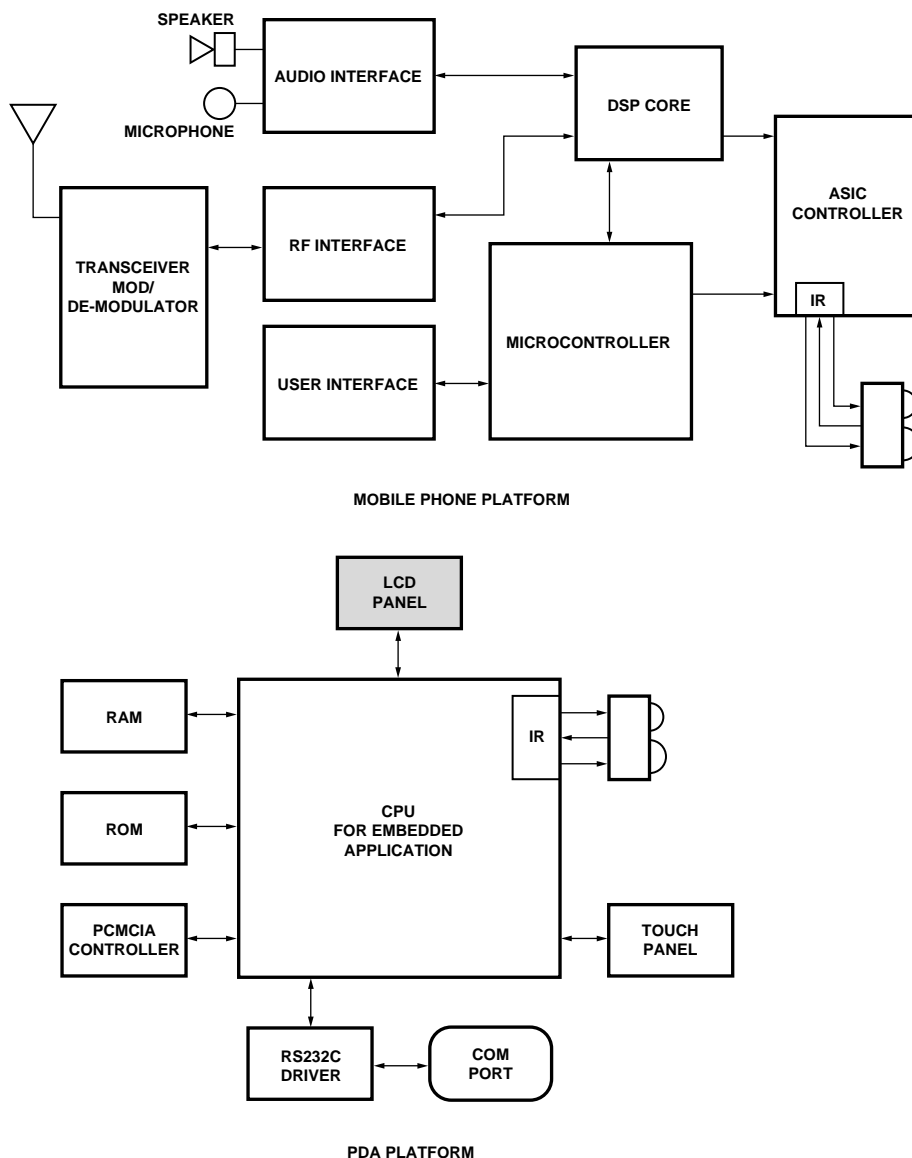 SPEAKER
AUDIO INTERFACE
MICROPHONE
DSP CORE
ASIC
CONTROLLER
TRANSCEIVER
MOD/
DE-MODULATOR
RF INTERFACE
MICROCONTROLLER
IR
USER INTERFACE
MOBILE PHONE PLATFORM
LCD
PANEL
RAM
IR
ROM
CPU
FOR EMBEDDED
APPLICATION
PCMCIA
CONTROLLER
TOUCH
PANEL
RS232C
DRIVER
COM
PORT
PDA PLATFORM